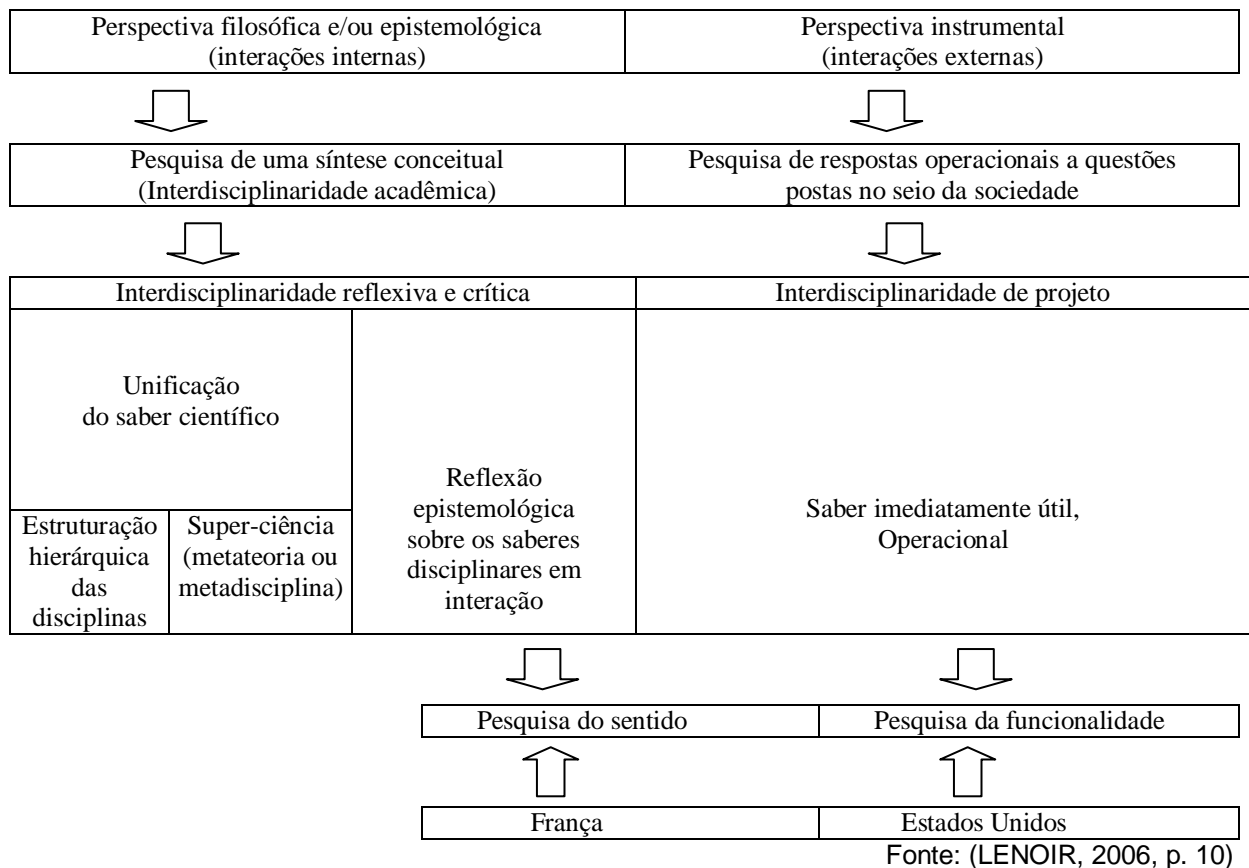 Perspectiva filosófica e/ou epistemológica
(interações internas)
Perspectiva instrumental
(interações externas)
Pesquisa de uma síntese conceitual
(Interdisciplinaridade acadêmica)
Pesquisa de respostas operacionais a questões
postas no seio da sociedade
Interdisciplinaridade reflexiva e crítica
Interdisciplinaridade de projeto
Unificação
do saber científico
Estruturação
hierárquica
das
disciplinas
Super-ciência
(metateoria ou
metadisciplina)
Reflexão
epistemológica
sobre os saberes
disciplinares em
interação
Saber imediatamente útil,
Operacional
Pesquisa do sentido
Pesquisa da funcionalidade
França
Estados Unidos
Fonte: (LENOIR, 2006, p. 10)